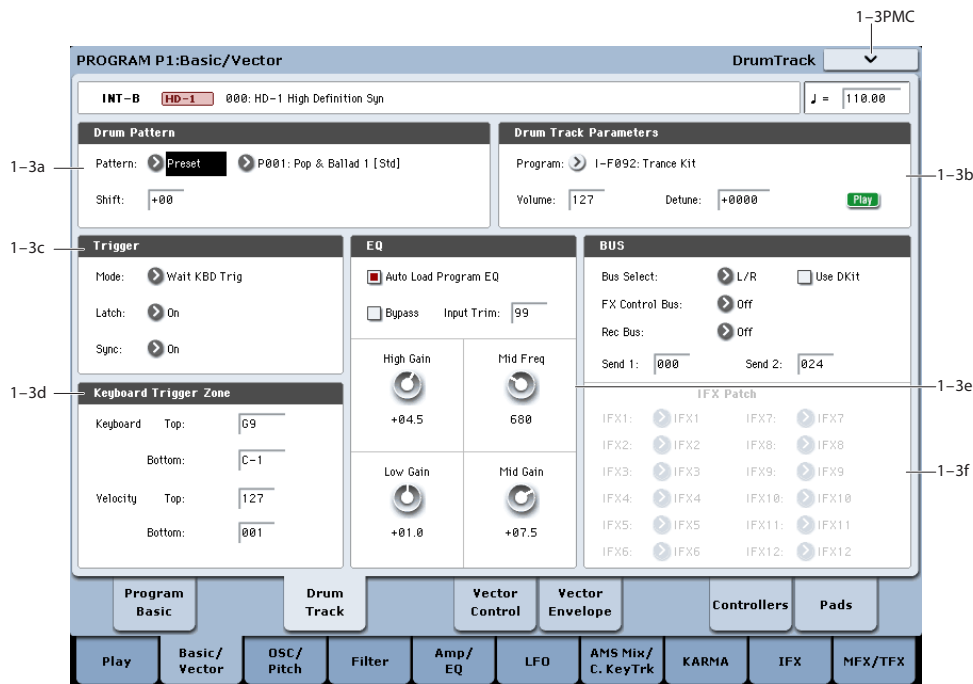 1–3PMC
PROGRAM P1:Basic/Vector
DrumTrack
INT–B HD–1 000: HD–1 High Definition Syn
♩ = 110.00
Drum Pattern
Pattern: Preset P001: Pop & Ballad 1 [Std]
Shift: +00
1–3a
Drum Track Parameters
Program: I–F092: Trance Kit
Volume: 127 Detune: +0000 Play
1–3b
1–3c
Trigger
Mode: Wait KBD Trig
Latch: On
Sync: On
EQ
Auto Load Program EQ
Bypass Input Trim: 99
High Gain Mid Freq
+04.5 680
Low Gain Mid Gain
+01.0 +07.5
BUS
Bus Select: L/R Use DKit
FX Control Bus: Off
Rec Bus: Off
Send 1: 000 Send 2: 024
1–3e
1–3d
Keyboard Trigger Zone
Keyboard Top: G9
Bottom: C–1
Velocity Top: 127
Bottom: 001
IFX Patch
IFX1: IFX1 IFX7: IFX7
IFX2: IFX2 IFX8: IFX8
IFX3: IFX3 IFX9: IFX9
IFX4: IFX4 IFX10: IFX10
IFX5: IFX5 IFX11: IFX11
IFX6: IFX6 IFX12: IFX12
1–3f
Program
Basic
Drum
Track
Vector
Control
Vector
Envelope
Controllers
Pads
Play
Basic/
Vector
OSC/
Pitch
Filter
Amp/
EQ
LFO
AMS Mix/
C. KeyTrk
KARMA
IFX
MFX/TFX